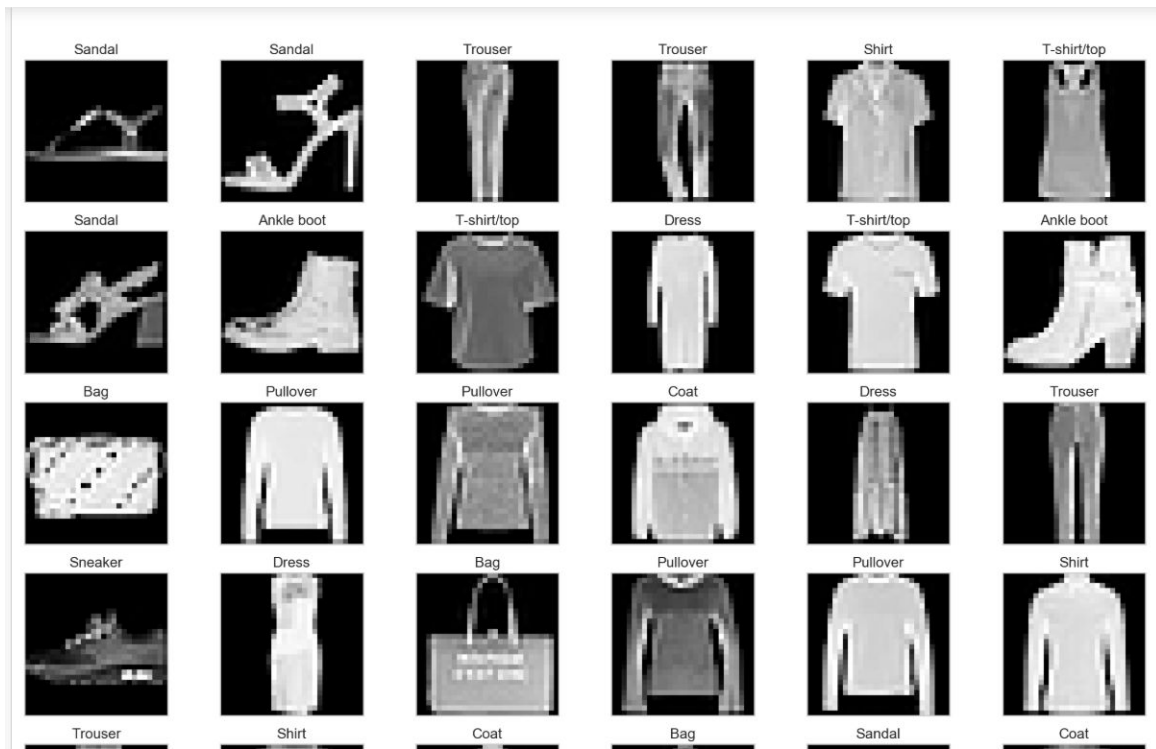 Sandal Sandal Trouser Trouser Shirt T-shirt/top
Sandal Ankle boot T-shirt/top Dress T-shirt/top Ankle boot
Bag Pullover Pullover Coat Dress Trouser
Sneaker Dress Bag Pullover Pullover Shirt
Trouser Shirt Coat Bag Sandal Coat